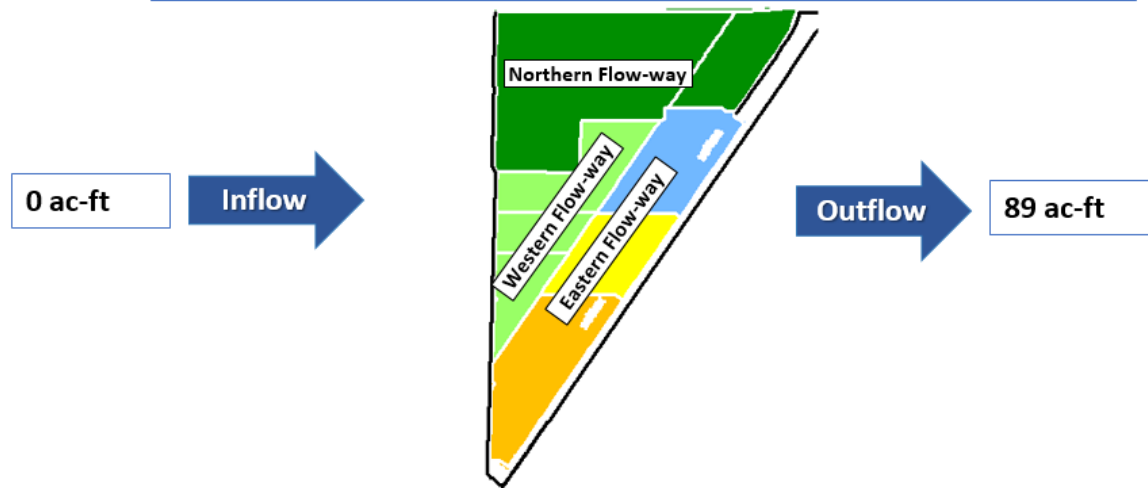 Northern Flow-way
Western Flow-way
Eastern Flow-way
0 ac-ft
Inflow
Outflow
89 ac-ft